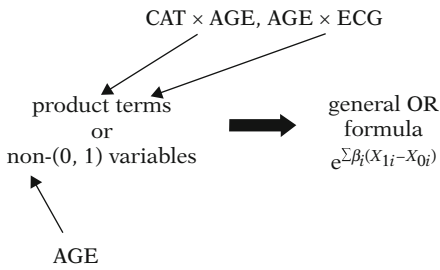 CAT × AGE, AGE × ECG
product terms
or
non-(0, 1) variables
general OR
formula
e^{Σβ_i(X_{1i}−X_{0i})}
AGE